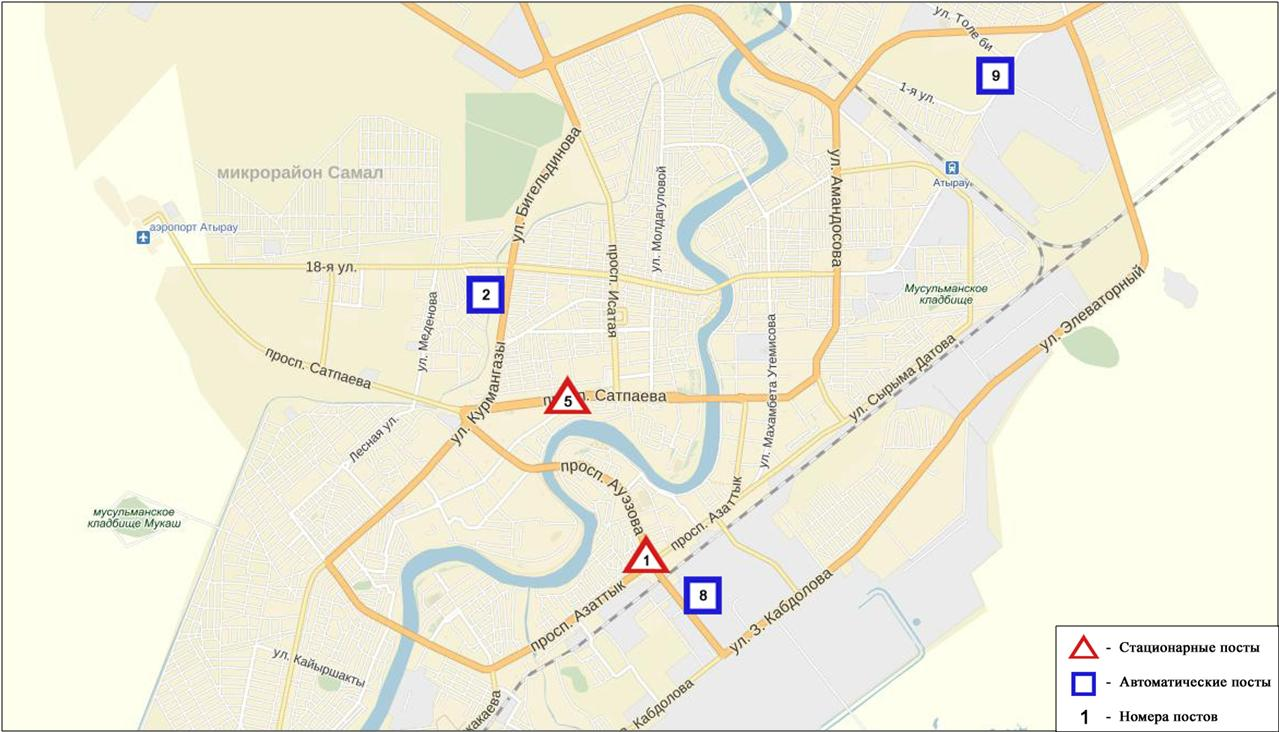 ул. Толе би
9
1-я ул.
ул. Бигельдинова
ул. Амандосова
микрорайон Самал
ул. Молдагуловой
Атырау
аэропорт Атырау
18-я ул.
просп. Исатая
2
Мусульманское
кладбище
ул. Элеваторный
ул. Меденова
ул. Махамбета Утемисова
просп. Сатпаева
ул. Курмангазы
ул. Сырыма Датова
5
Сатпаева
Лесная ул.
просп. Ауэзова
просп. Азаттык
мусульманское
кладбище Мукаш
1
8
просп. Азаттык
ул. З. Кабдолова
ул. Кайыршакты
З. Кабдолова
- Стационарные посты
- Автоматические посты
1 - Номера постов